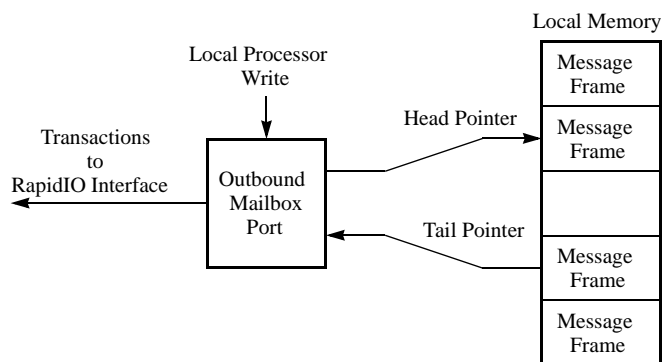 Local Memory
Local Processor
Write
Message
Frame
Head Pointer
Message
Frame
Transactions
to
RapidIO Interface
Outbound
Mailbox
Port
Tail Pointer
Message
Frame
Message
Frame